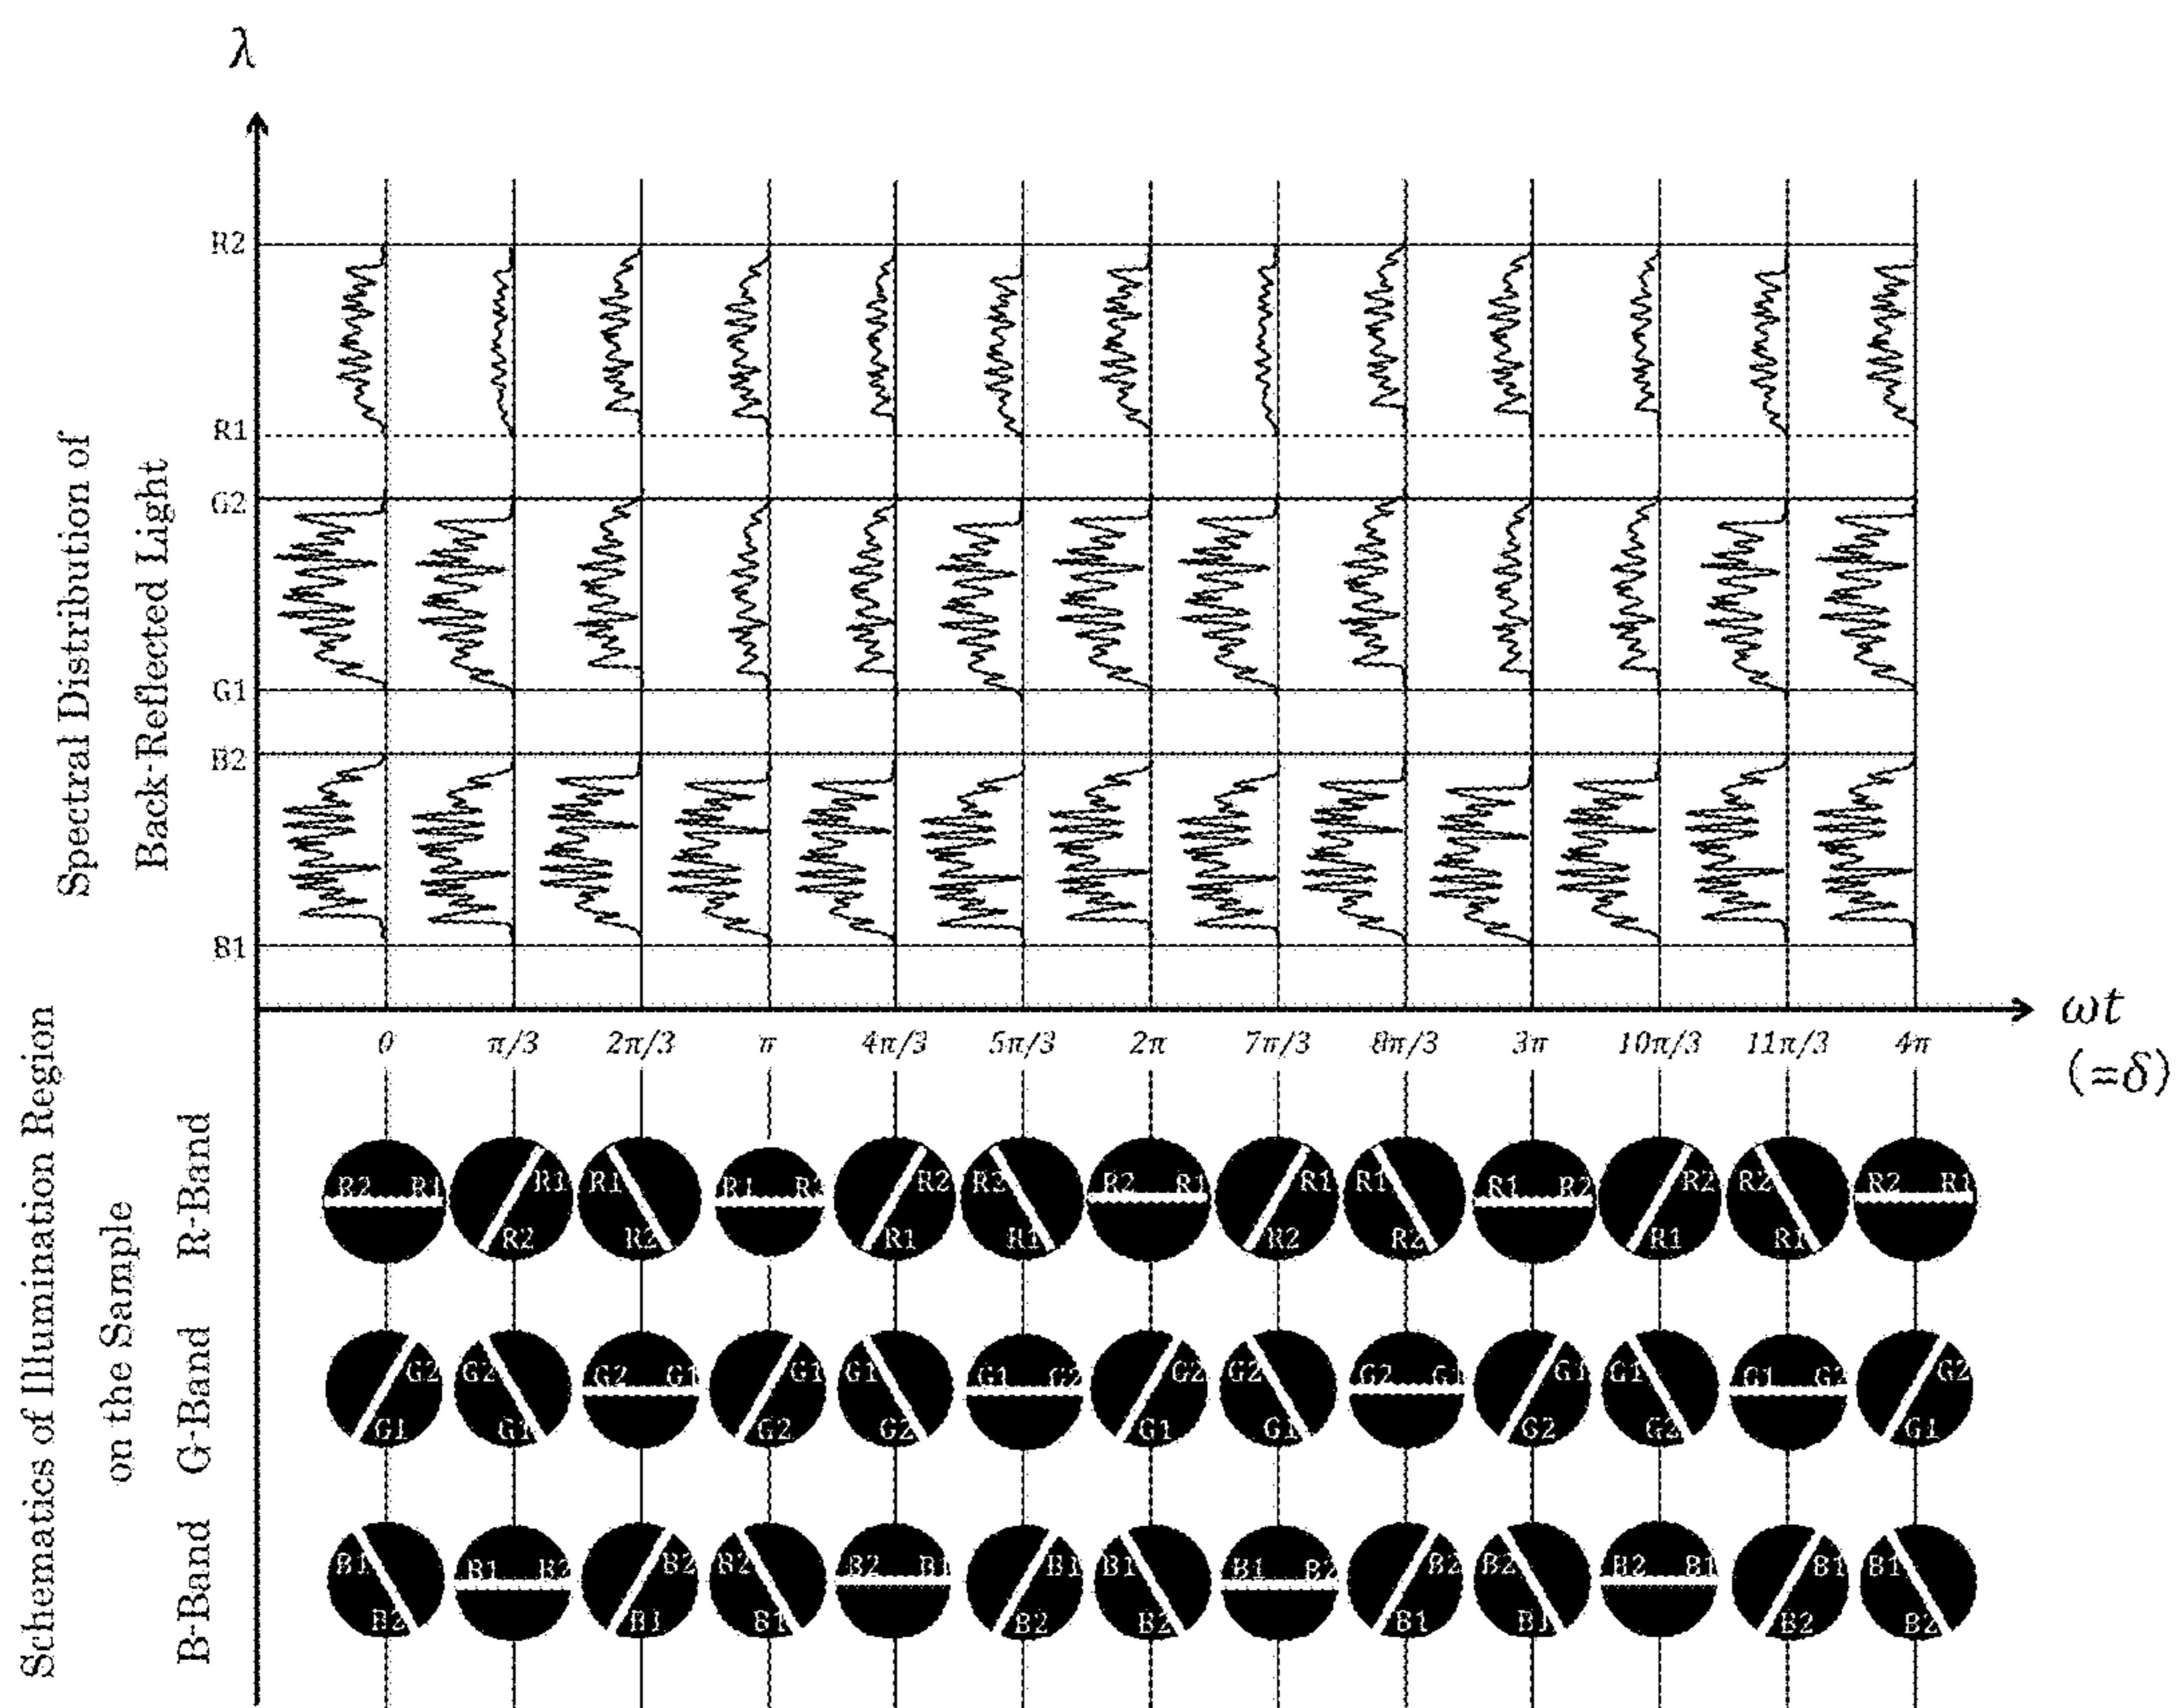 λ
Spectral Distribution of
Back-Reflected Light
R2
R1
G2
G1
B2
B1
0 π/3 2π/3 π 4π/3 5π/3 2π 7π/3 8π/3 3π 10π/3 11π/3 4π
ωt
(=δ)
Schematics of Illumination Region
on the Sample
R-Band
R2 R1 R1 R2 R1 R2 R1 R2 R2 R1 R2 R1 R2 R1 R1 R2 R1 R2 R1 R2 R2 R1 R2 R1 R2 R1
G-Band
G2 G1 G2 G1 G2 G1 G1 G2 G1 G2 G1 G2 G2 G1 G2 G1 G2 G1 G1 G2 G1 G2 G1 G2 G2 G1
B-Band
B1 B2 B1 B2 B2 B1 B2 B1 B2 B1 B1 B2 B1 B2 B1 B2 B2 B1 B2 B1 B2 B1 B1 B2 B1 B2